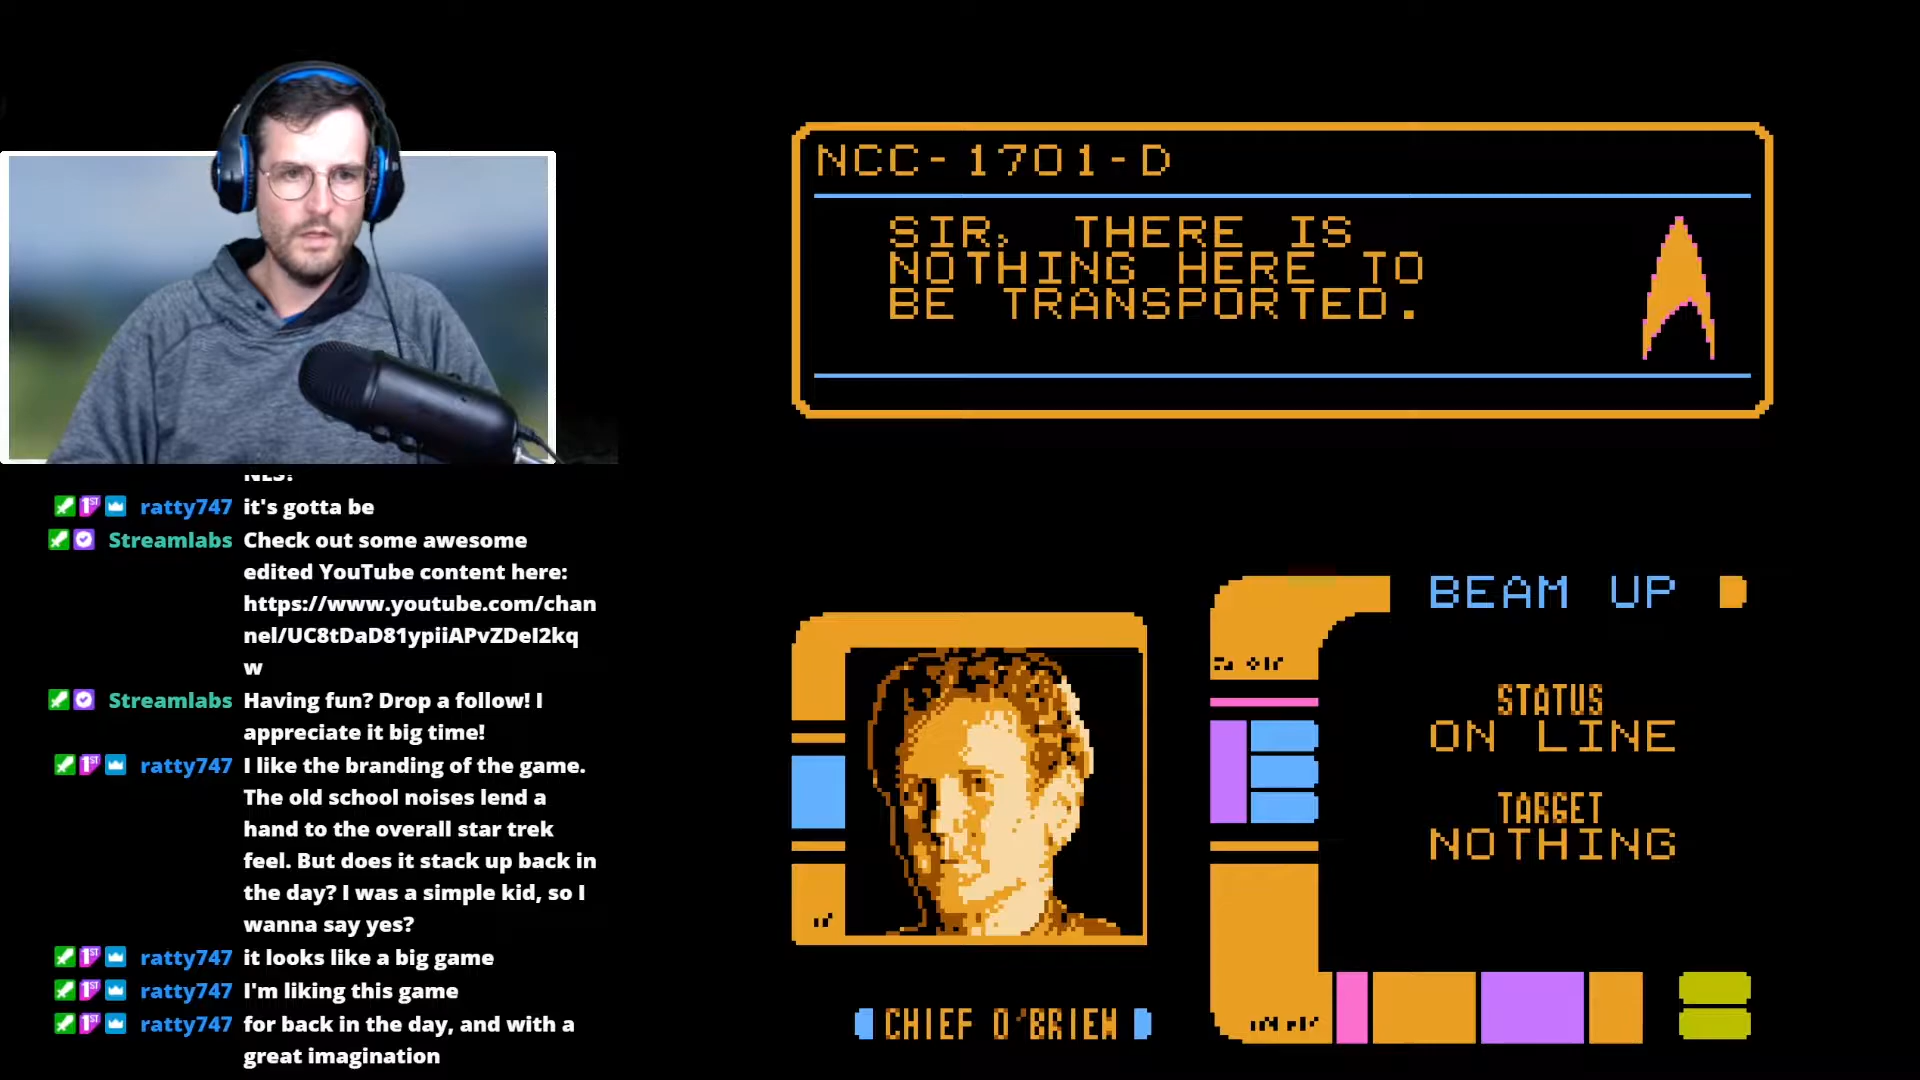 NCC-1701-D
SIR, THERE IS
NOTHING HERE TO
BE TRANSPORTED.
ratty747 it's gotta be
Streamlabs Check out some awesome
edited YouTube content here:
https://www.youtube.com/chan
nel/UC8tDaD81ypiiAPvZDeI2kq
w
Streamlabs Having fun? Drop a follow! I
appreciate it big time!
ratty747 I like the branding of the game.
The old school noises lend a
hand to the overall star trek
feel. But does it stack up back in
the day? I was a simple kid, so I
wanna say yes?
ratty747 it looks like a big game
ratty747 I'm liking this game
ratty747 for back in the day, and with a
great imagination
CHIEF O'BRIEN
BEAM UP
STATUS
ON LINE
TARGET
NOTHING